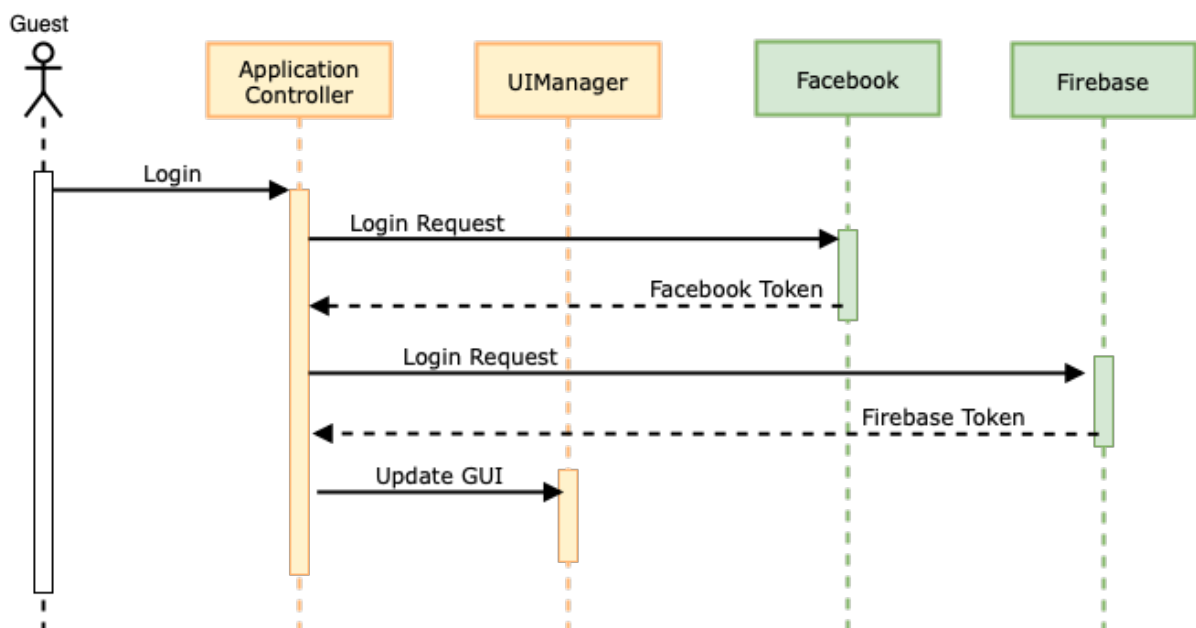 Guest
Application
Controller
UIManager
Facebook
Firebase
Login
Login Request
Facebook Token
Login Request
Firebase Token
Update GUI